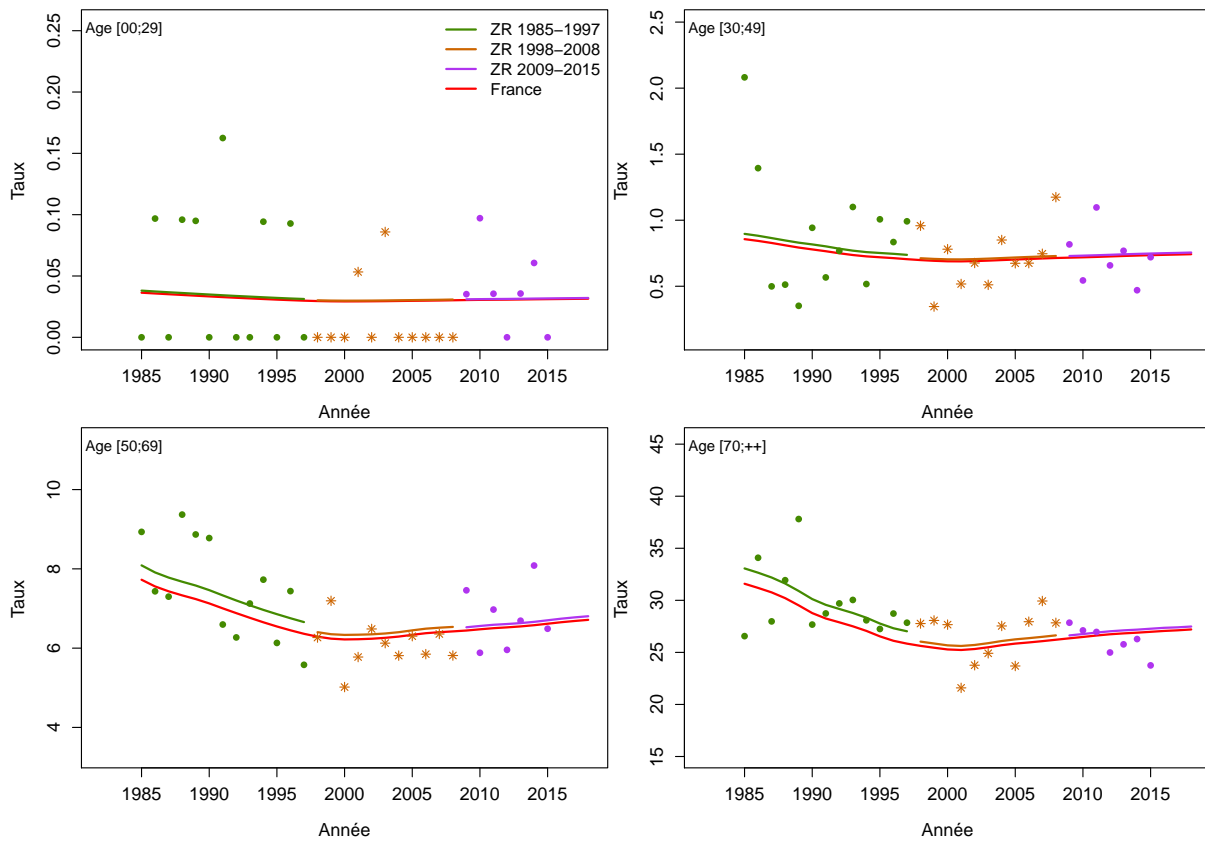 Age [00;29]
ZR 1985−1997
ZR 1998−2008
ZR 2009−2015
France
0.25
0.20
0.15
0.10
0.05
0.00
Taux
1985 1990 1995 2000 2005 2010 2015
Année
Age [30;49]
2.5
2.0
1.5
1.0
0.5
Taux
1985 1990 1995 2000 2005 2010 2015
Année
Age [50;69]
10
8
6
4
Taux
1985 1990 1995 2000 2005 2010 2015
Année
Age [70;++]
45
40
35
30
25
20
15
Taux
1985 1990 1995 2000 2005 2010 2015
Année